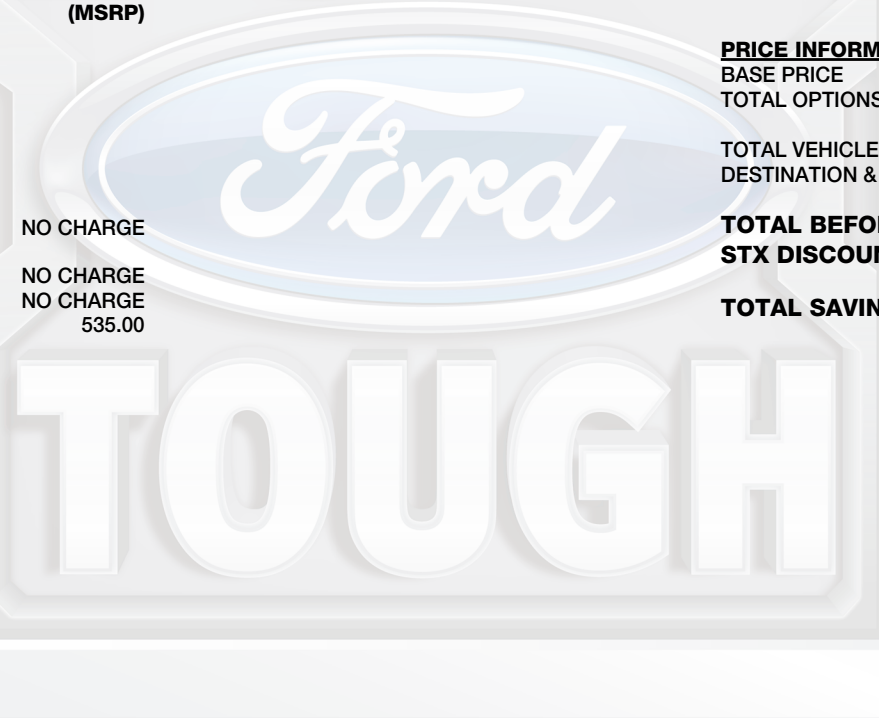 (MSRP)
NO CHARGE
NO CHARGE
NO CHARGE
535.00
PRICE INFORM
BASE PRICE
TOTAL OPTIONS
TOTAL VEHICLE
DESTINATION &
TOTAL BEFO
STX DISCOUN
TOTAL SAVIN
Ford
TOUGH